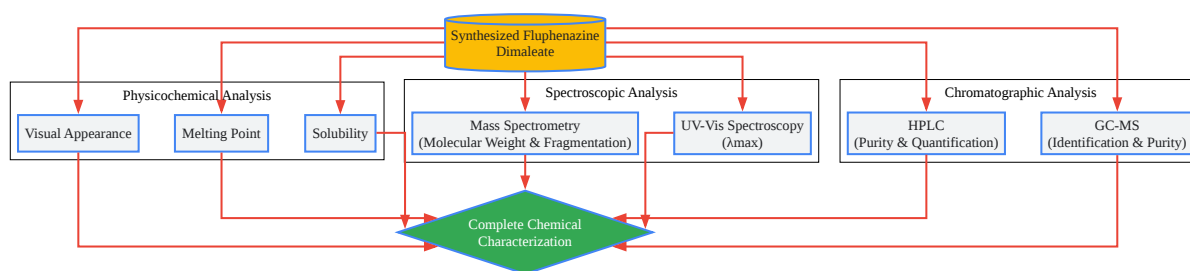 Synthesized Fluphenazine
Dimaleate
Physicochemical Analysis
Spectroscopic Analysis
Chromatographic Analysis
Visual Appearance
Melting Point
Solubility
Mass Spectrometry
(Molecular Weight & Fragmentation)
UV-Vis Spectroscopy
(λmax)
HPLC
(Purity & Quantification)
GC-MS
(Identification & Purity)
Complete Chemical
Characterization